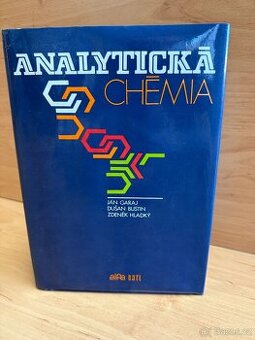 ANALYTICKÁ
CHÉMIA
JÁN GARAJ
DUŠAN BUSTIN
ZDENĚK HLADKÝ
alfa SNTL